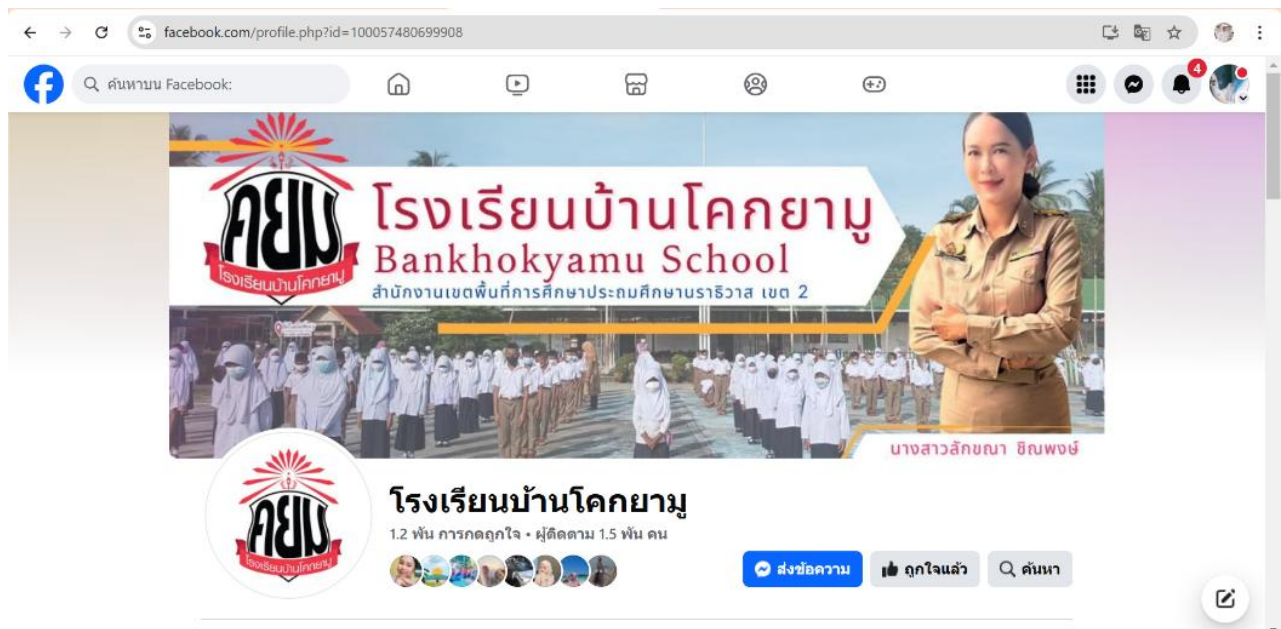 facebook.com/profile.php?id=100057480699908
ค้นหาบน Facebook:
4
คยม
โรงเรียนบ้านโคกยามู
โรงเรียนบ้านโคกยามู
Bankhokyamu School
สำนักงานเขตพื้นที่การศึกษาประถมศึกษานราธิวาส เขต 2
นางสาวลักขณา ชิณพงษ์
คยม
โรงเรียนบ้านโคกยามู
โรงเรียนบ้านโคกยามู
1.2 พัน การกดถูกใจ • ผู้ติดตาม 1.5 พัน คน
ส่งข้อความ ถูกใจแล้ว ค้นหา